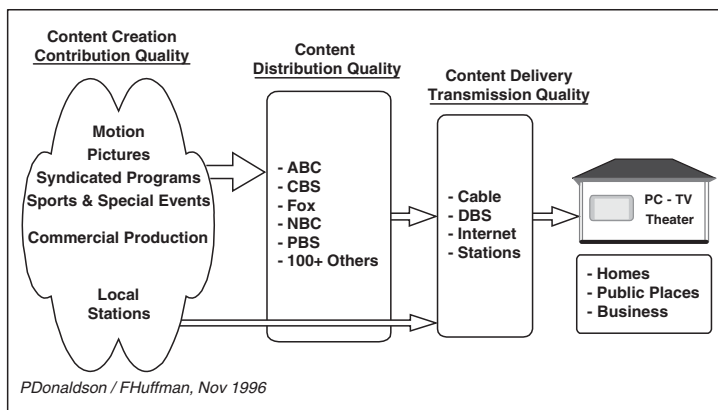 Content Creation
Contribution Quality
Motion
Pictures
Syndicated Programs
Sports & Special Events
Commercial Production
Local
Stations
Content
Distribution Quality
- ABC
- CBS
- Fox
- NBC
- PBS
- 100+ Others
Content Delivery
Transmission Quality
- Cable
- DBS
- Internet
- Stations
PC - TV
Theater
- Homes
- Public Places
- Business
PDonaldson / FHuffman, Nov 1996